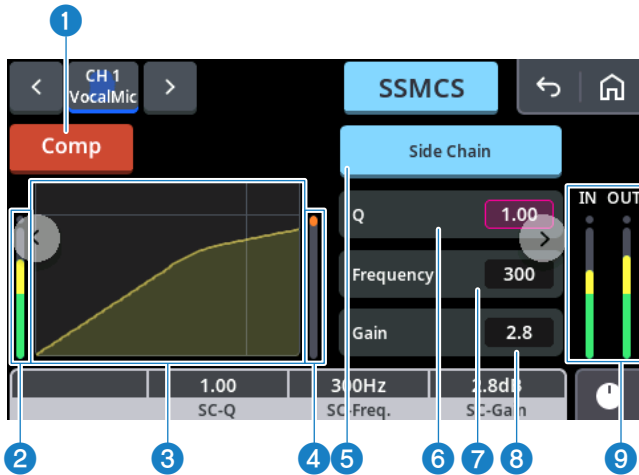 1
CH 1
VocalMic
SSMCS
Comp
Side Chain
IN OUT
Q 1.00
Frequency 300
Gain 2.8
1.00 300Hz 2.8dB
SC-Q SC-Freq. SC-Gain
2 3 4 5 6 7 8 9